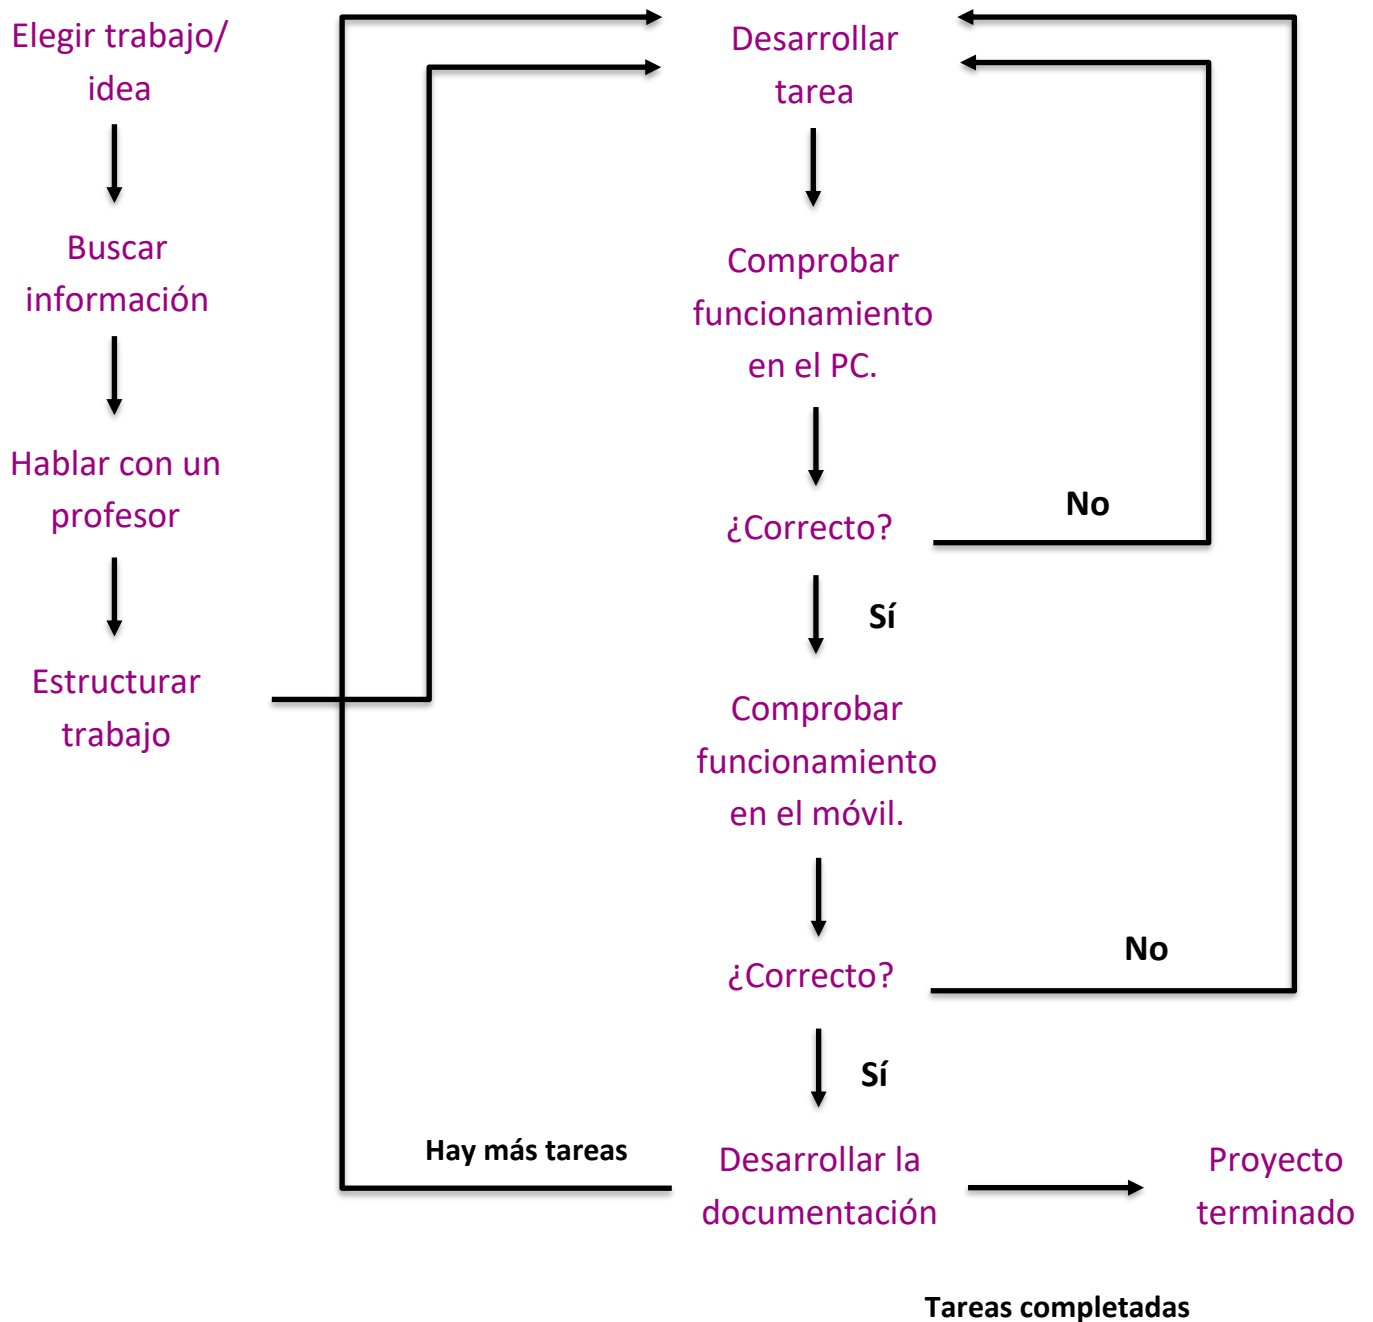 Elegir trabajo/
idea
Buscar
información
Hablar con un
profesor
Estructurar
trabajo
Desarrollar
tarea
Comprobar
funcionamiento
en el PC.
¿Correcto?
No
Sí
Comprobar
funcionamiento
en el móvil.
¿Correcto?
No
Sí
Hay más tareas
Desarrollar la
documentación
Proyecto
terminado
Tareas completadas